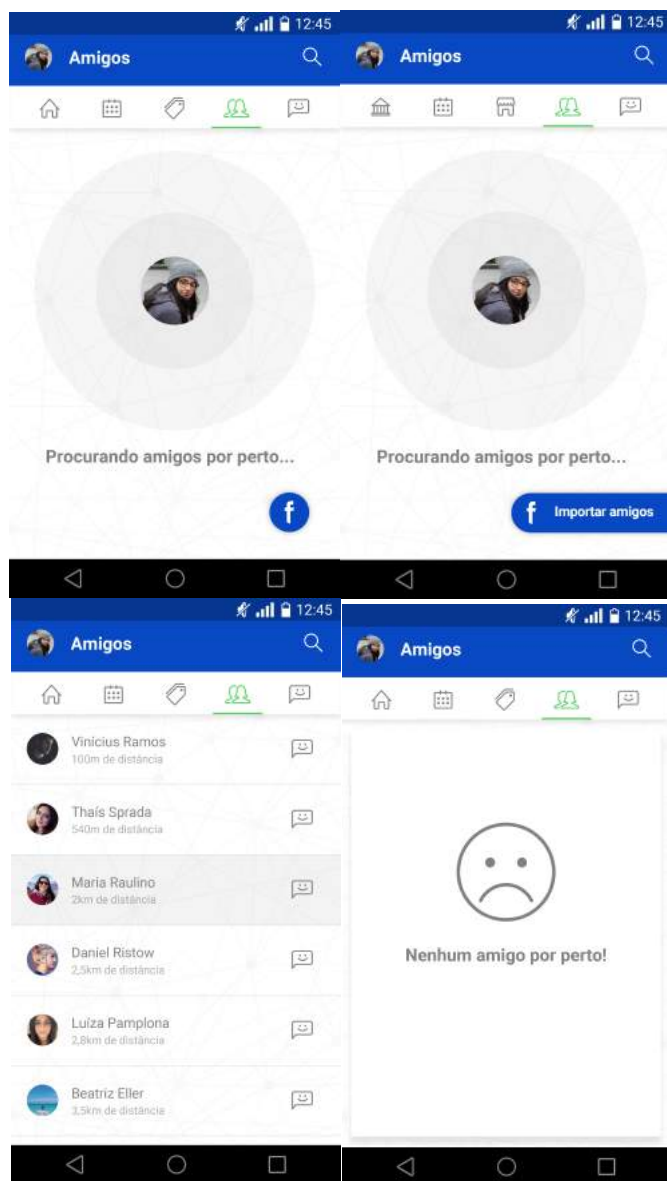 12:45
Amigos
Procurando amigos por perto...
f
12:45
Amigos
Procurando amigos por perto...
f Importar amigos
12:45
Amigos
Vinícius Ramos
100m de distância
Thaís Sprada
540m de distância
Maria Raulino
2km de distância
Daniel Ristow
2,5km de distância
Luíza Pamplona
2,8km de distância
Beatriz Eller
3,5km de distância
12:45
Amigos
Nenhum amigo por perto!